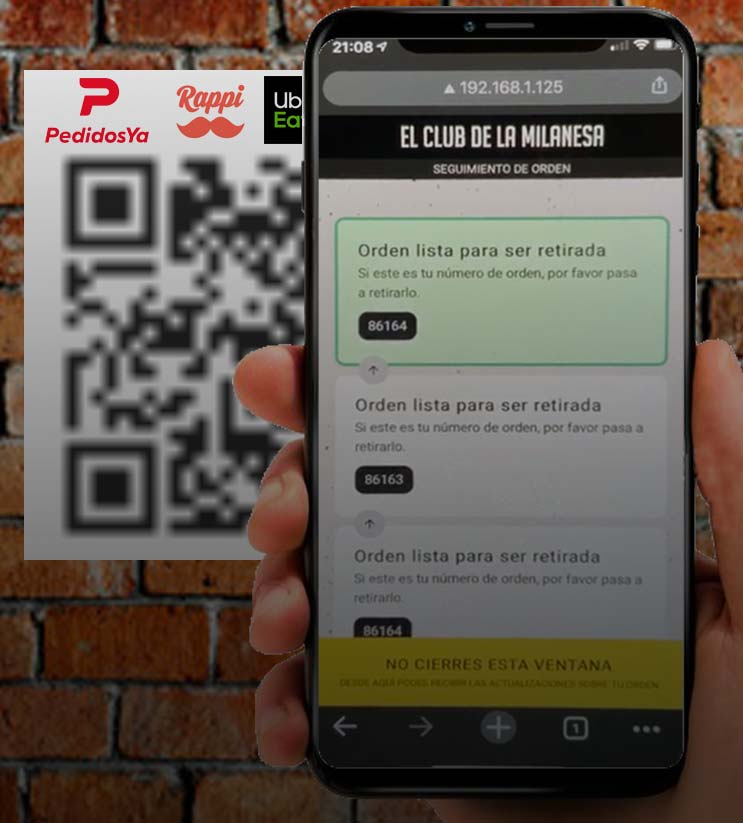 PedidosYa
Rappi
Ub
Ea
21:08
192.168.1.125
EL CLUB DE LA MILANESA
SEGUIMIENTO DE ORDEN
Orden lista para ser retirada
Si este es tu número de orden, por favor pasa
a retirarlo.
86164
Orden lista para ser retirada
Si este es tu número de orden, por favor pasa a
retirarlo.
86163
Orden lista para ser retirada
Si este es tu número de orden, por favor pasa a
retirarlo.
86164
NO CIERRES ESTA VENTANA
DESDE AQUI PODES RECIBIR LAS ACTUALIZACIONES SOBRE TU ORDEN
1